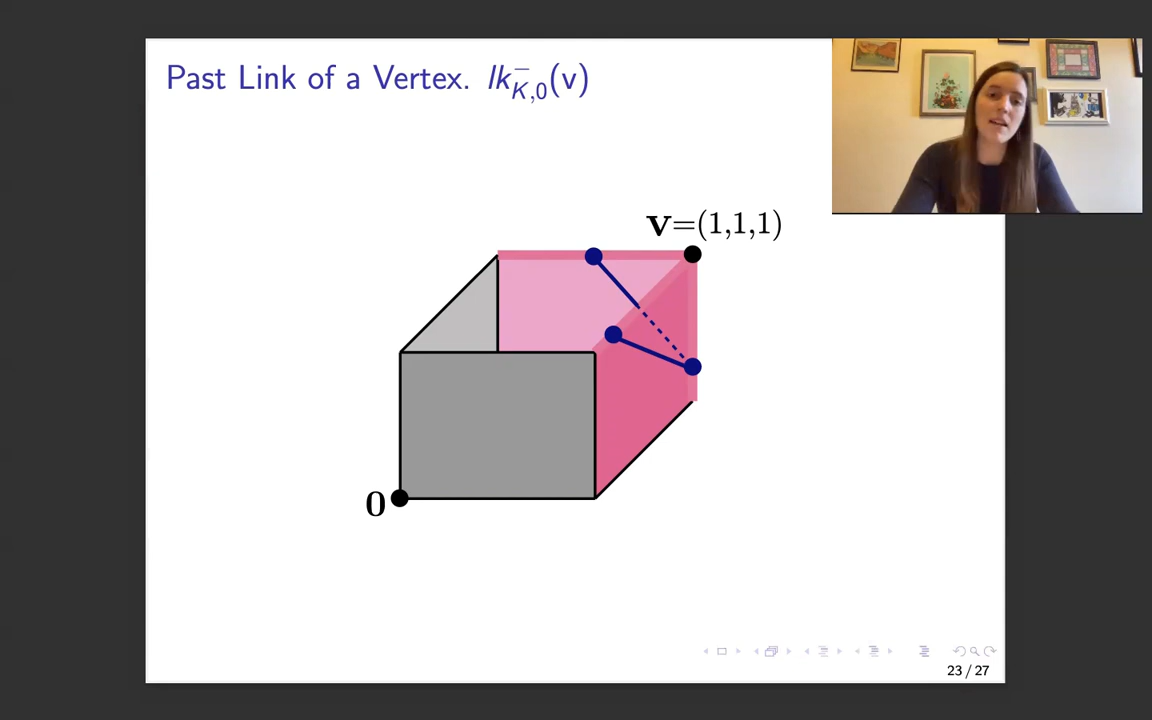 Past Link of a Vertex. lk⁻_{K,0}(v)
v=(1,1,1)
0
23 / 27